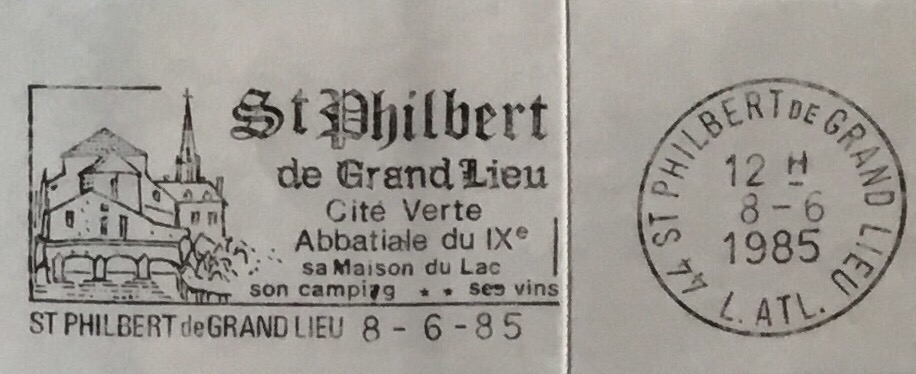 St Philbert
de Grand Lieu
Cité Verte
Abbatiale du IXe
sa Maison du Lac
son camping * * ses vins
ST PHILBERT de GRAND LIEU 8 - 6 - 85
44 ST PHILBERT DE GRAND LIEU
12 H
8 - 6
1985
L. ATL.